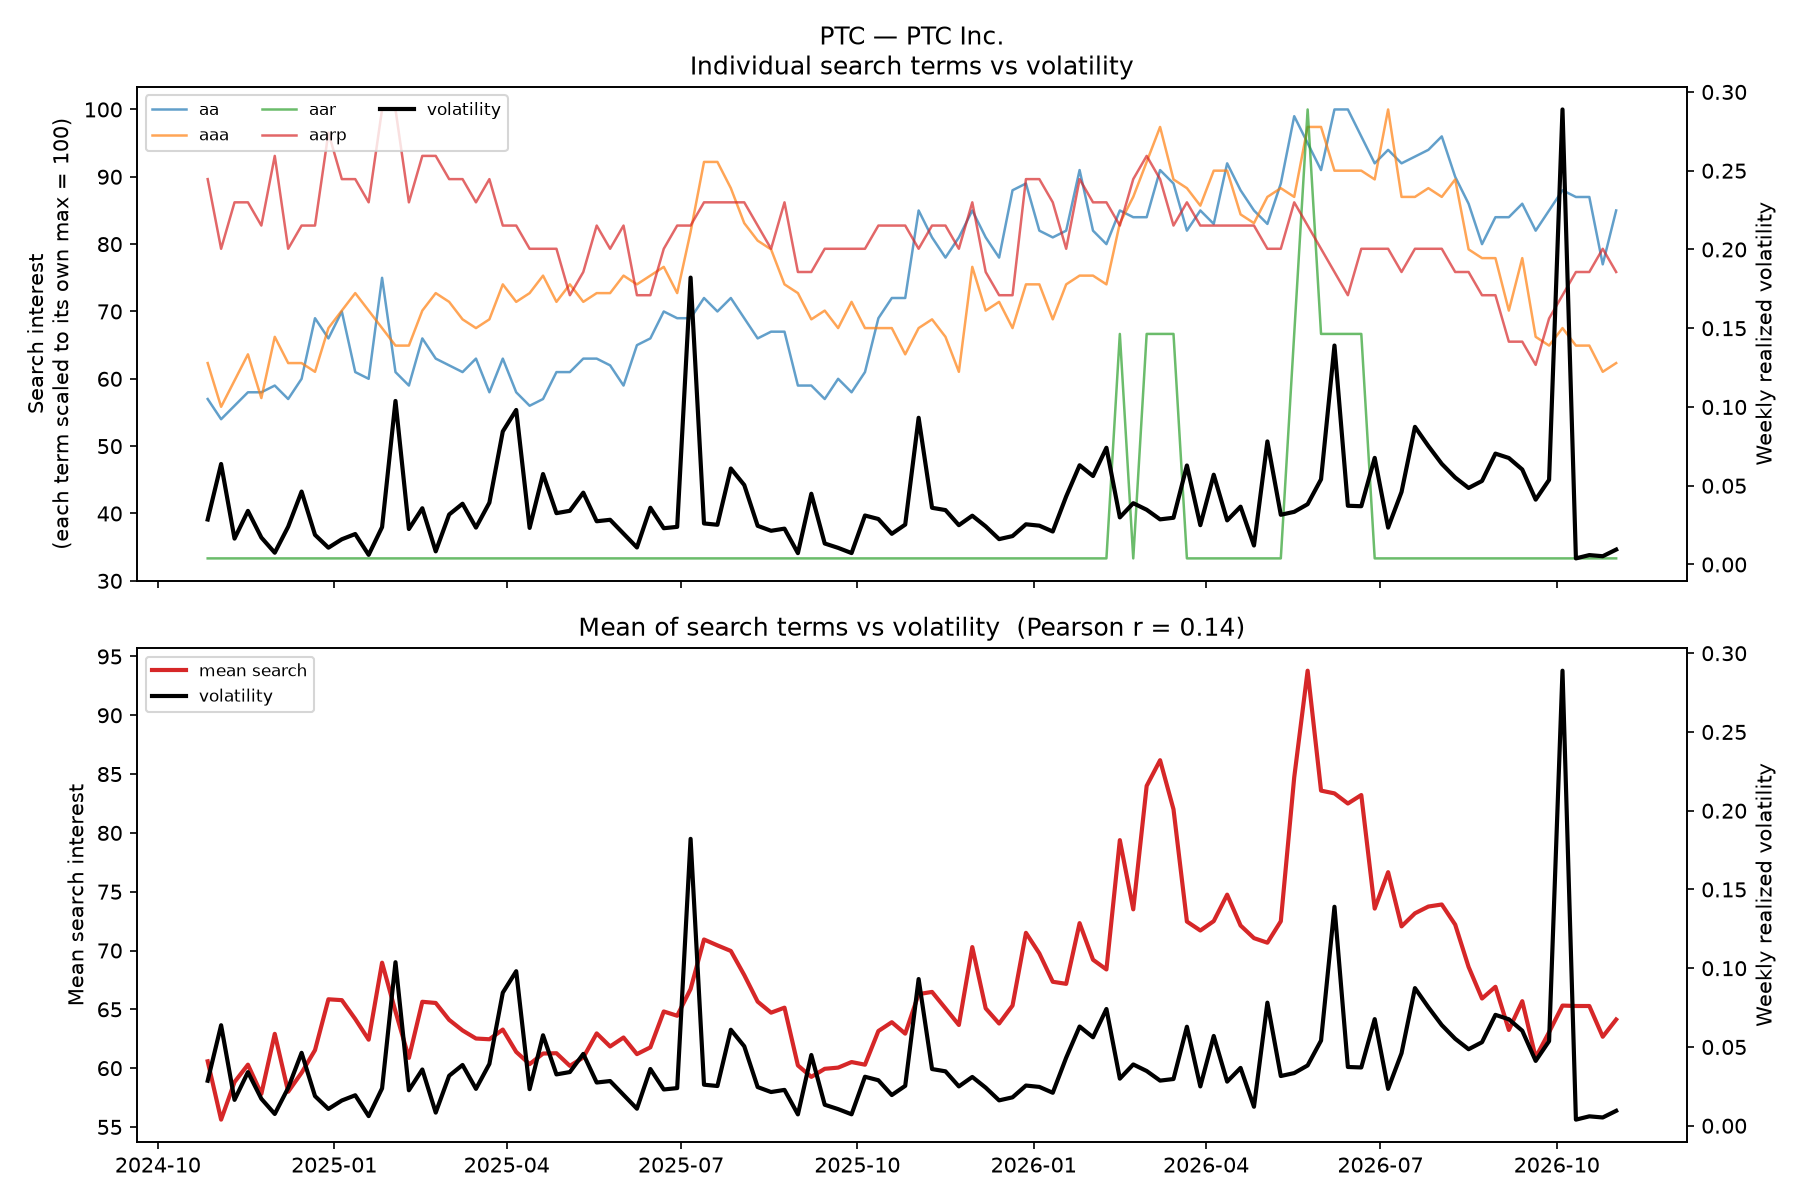 PTC — PTC Inc.
Individual search terms vs volatility
aa
aaa
aar
aarp
volatility
100
90
80
70
60
50
40
30
Search interest
(each term scaled to its own max = 100)
0.30
0.25
0.20
0.15
0.10
0.05
0.00
Weekly realized volatility
Mean of search terms vs volatility (Pearson r = 0.14)
mean search
volatility
95
90
85
80
75
70
65
60
55
Mean search interest
0.30
0.25
0.20
0.15
0.10
0.05
0.00
Weekly realized volatility
2024-10 2025-01 2025-04 2025-07 2025-10 2026-01 2026-04 2026-07 2026-10